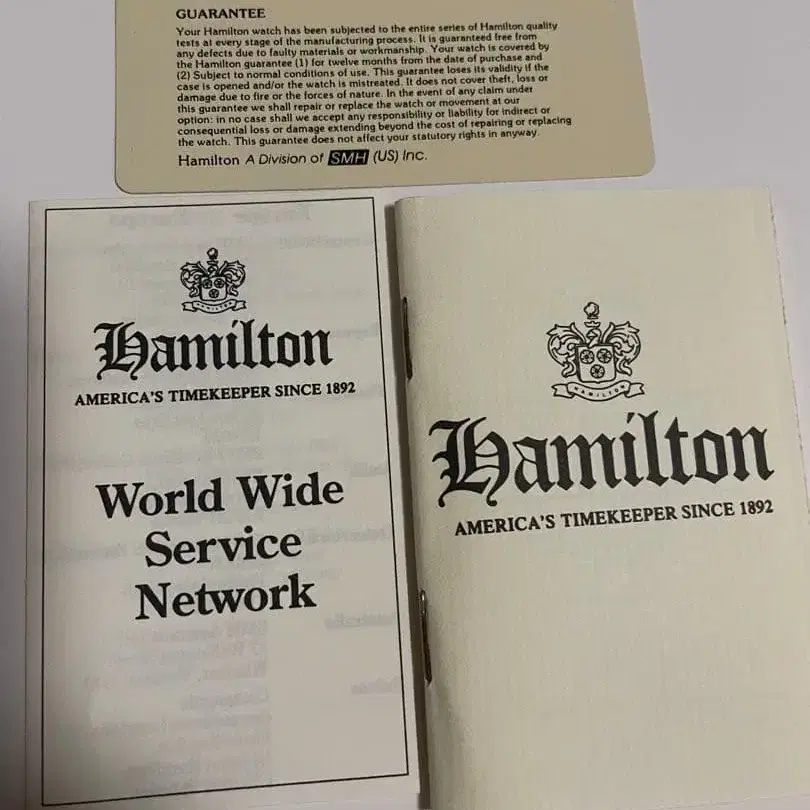 GUARANTEE
Your Hamilton watch has been subjected to the entire series of Hamilton quality
tests at every stage of the manufacturing process. It is guaranteed free from
any defects due to faulty materials or workmanship. Your watch is covered by
the Hamilton guarantee (1) for twelve months from the date of purchase and
(2) Subject to normal conditions of use. This guarantee loses its validity if the
case is opened and/or the watch is mistreated. It does not cover theft, loss or
damage due to fire or the forces of nature. In the event of any claim under
this guarantee we shall repair or replace the watch or movement at our
option: in no case shall we accept any responsibility or liability for indirect or
consequential loss or damage extending beyond the cost of repairing or replacing
the watch. This guarantee does not affect your statutory rights in anyway.
Hamilton A Division of SMH (US) Inc.
HAMILTON
Hamilton
AMERICA'S TIMEKEEPER SINCE 1892
World Wide
Service
Network
HAMILTON
Hamilton
AMERICA'S TIMEKEEPER SINCE 1892